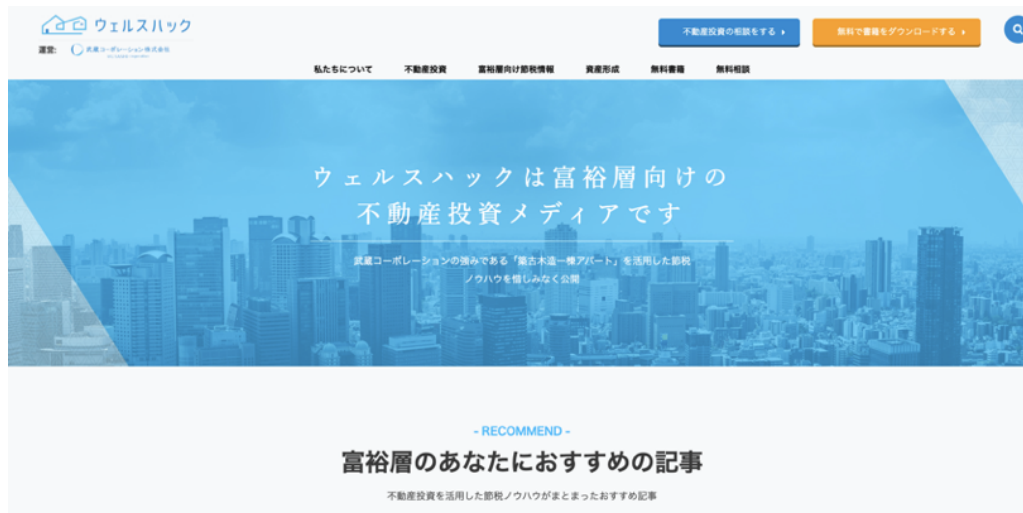 ウェルスハック
運営: 武蔵コーポレーション株式会社
不動産投資の相談をする
無料で書籍をダウンロードする
私たちについて 不動産投資 富裕層向け節税情報 資産形成 無料書籍 無料相談
ウェルスハックは富裕層向けの
不動産投資メディアです
武蔵コーポレーションの強みである「築古木造一棟アパート」を活用した節税
ノウハウを惜しみなく公開
- RECOMMEND -
富裕層のあなたにおすすめの記事
不動産投資を活用した節税ノウハウがまとまったおすすめ記事